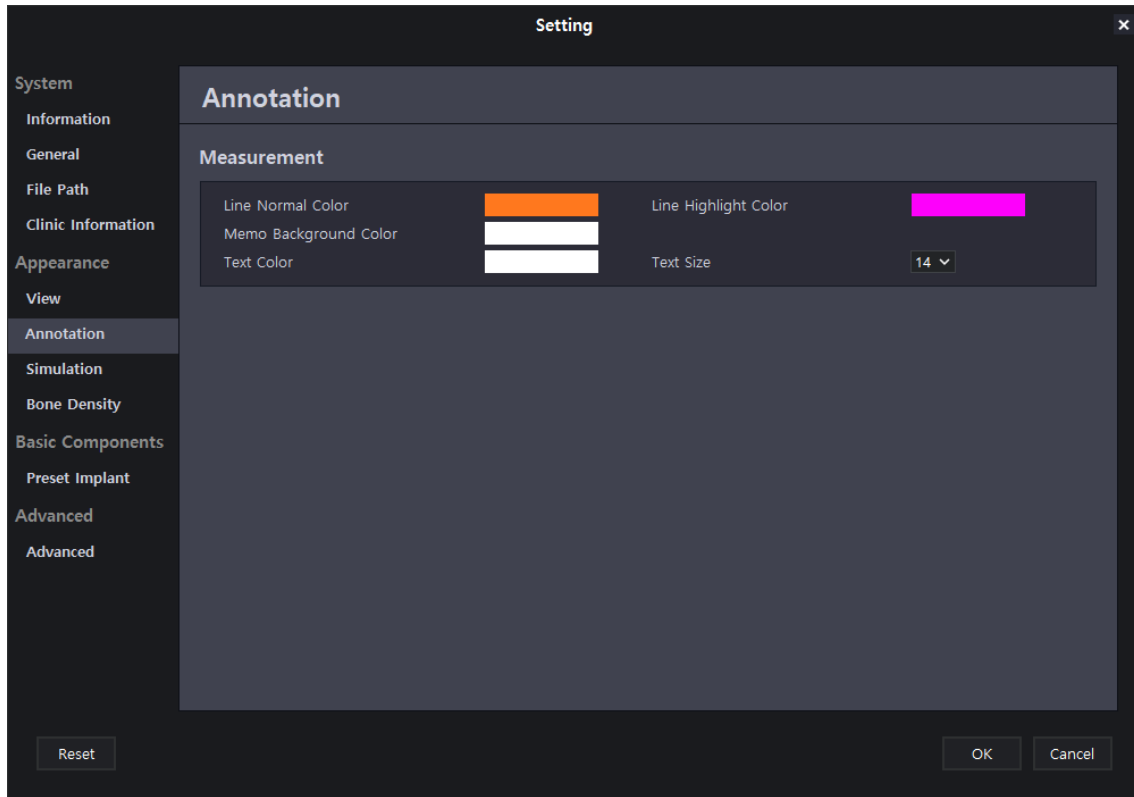 Setting
System
Information
General
File Path
Clinic Information
Appearance
View
Annotation
Simulation
Bone Density
Basic Components
Preset Implant
Advanced
Advanced
Annotation
Measurement
Line Normal Color
Line Highlight Color
Memo Background Color
Text Color
Text Size
14
Reset
OK
Cancel